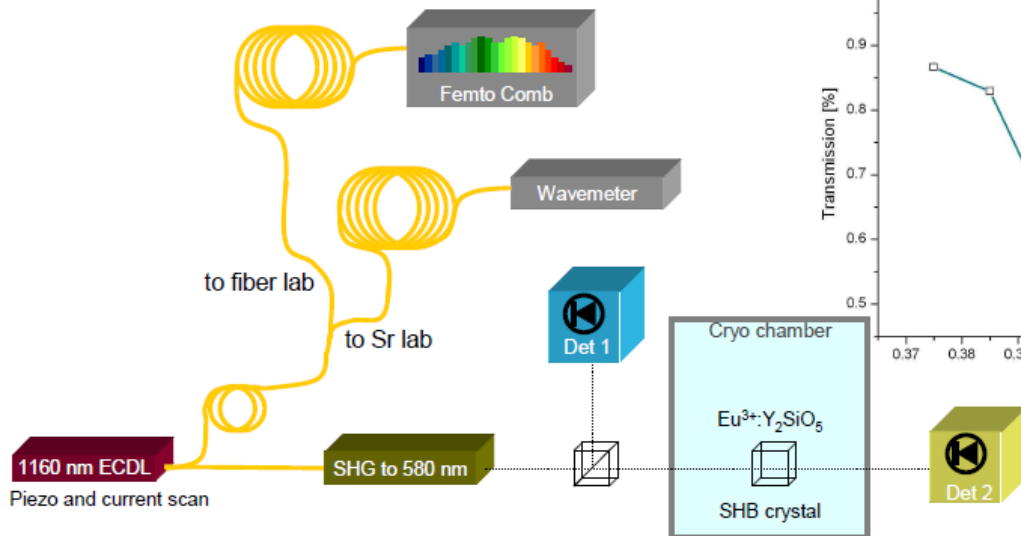 Femto Comb
Wavemeter
to fiber lab
to Sr lab
Det 1
Cryo chamber
Eu³⁺:Y₂SiO₅
SHB crystal
Det 2
1160 nm ECDL
Piezo and current scan
SHG to 580 nm
Transmission [%]
0.9
0.8
0.7
0.6
0.5
0.37
0.38